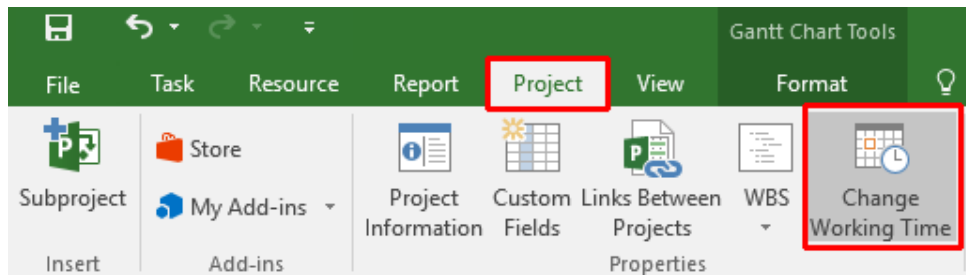 Gantt Chart Tools
File Task Resource Report Project View Format
Subproject
Store
My Add-ins
Project
Information
Custom
Fields
Links Between
Projects
WBS
Change
Working Time
Insert Add-ins Properties